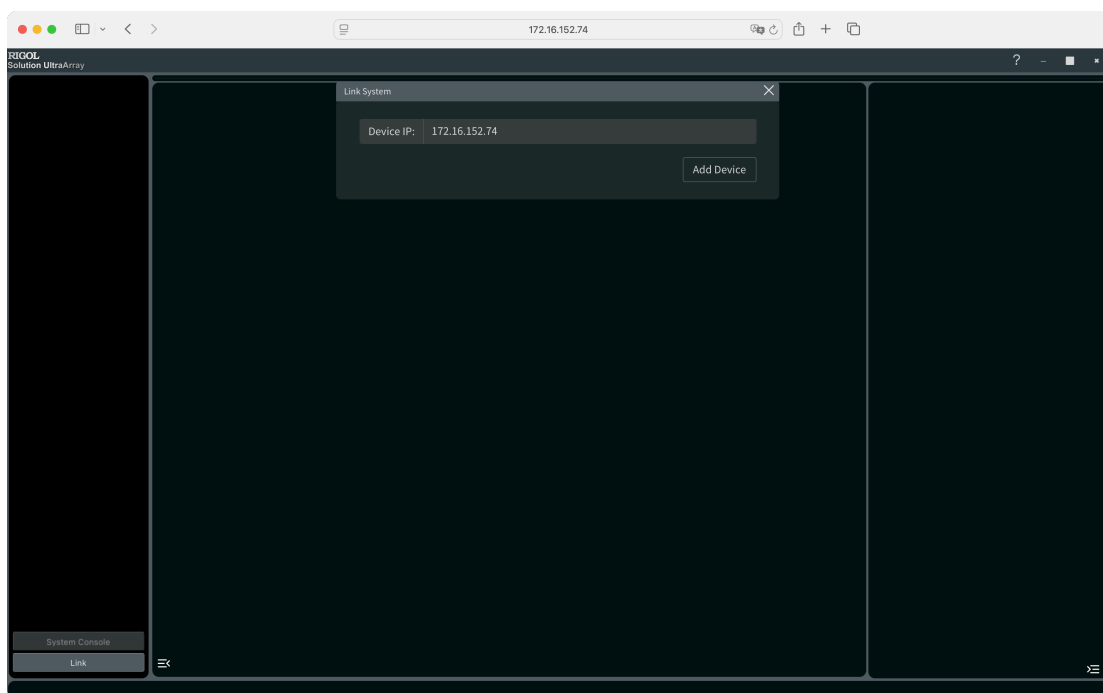 172.16.152.74
RIGOL
Solution UltraArray
Link System
Device IP: 172.16.152.74
Add Device
System Console
Link